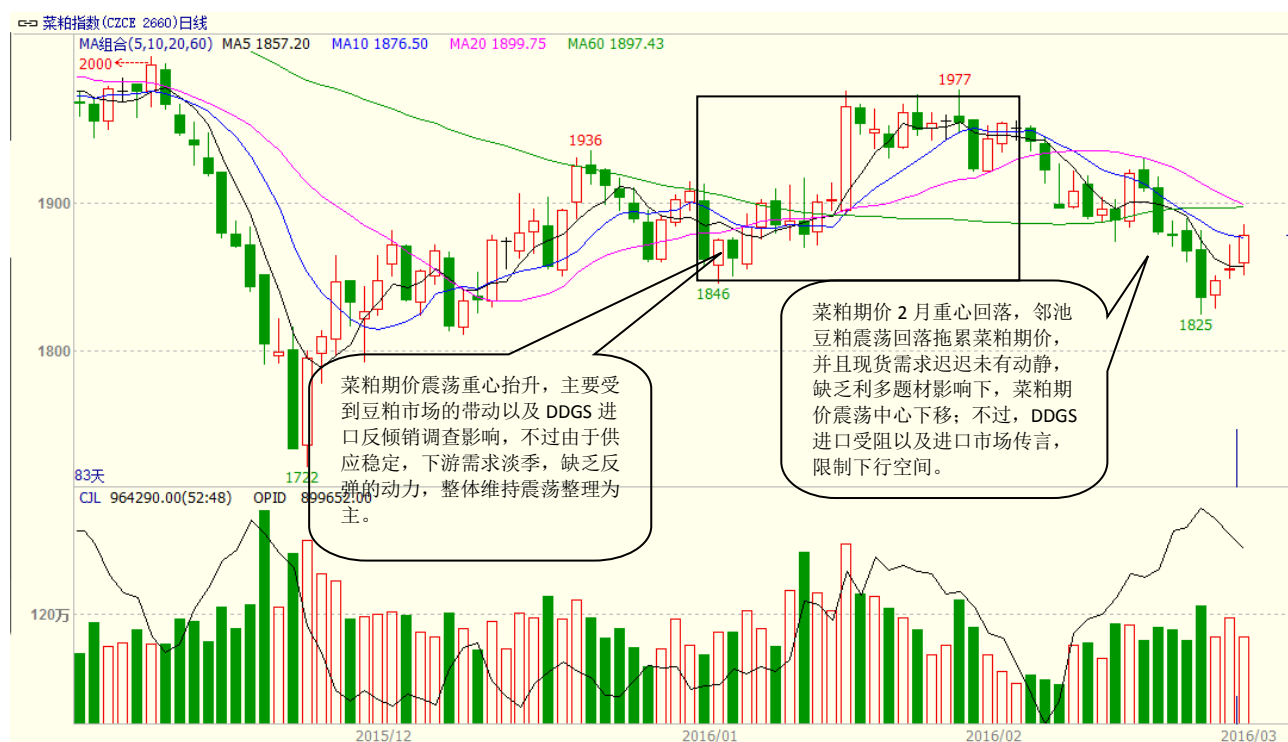 菜粕指数(CZCE 2660)日线
MA组合(5,10,20,60) MA5 1857.20 MA10 1876.50 MA20 1899.75 MA60 1897.43
2000
1977
1936
1900
1846
1825
1800
1722
菜粕期价震荡重心抬升，主要受
到豆粕市场的带动以及 DDGS 进
口反倾销调查影响，不过由于供
应稳定，下游需求淡季，缺乏反
弹的动力，整体维持震荡整理为
主。
菜粕期价 2 月重心回落，邻池
豆粕震荡回落拖累菜粕期价，
并且现货需求迟迟未有动静，
缺乏利多题材影响下，菜粕期
价震荡中心下移；不过，DDGS
进口受阻以及进口市场传言，
限制下行空间。
83天
CJL 964290.00(52:48) OPID 899652.00
120万
2015/12 2016/01 2016/02 2016/03